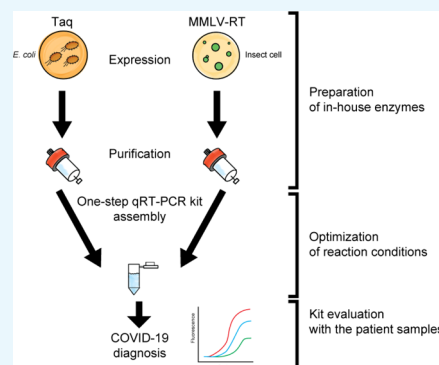 Taq
MMLV-RT
E. coli
Expression
Insect cell
Preparation
of in-house enzymes
Purification
One-step qRT-PCR kit
assembly
Optimization
of reaction conditions
COVID-19
diagnosis
Fluorescence
Kit evaluation
with the patient samples